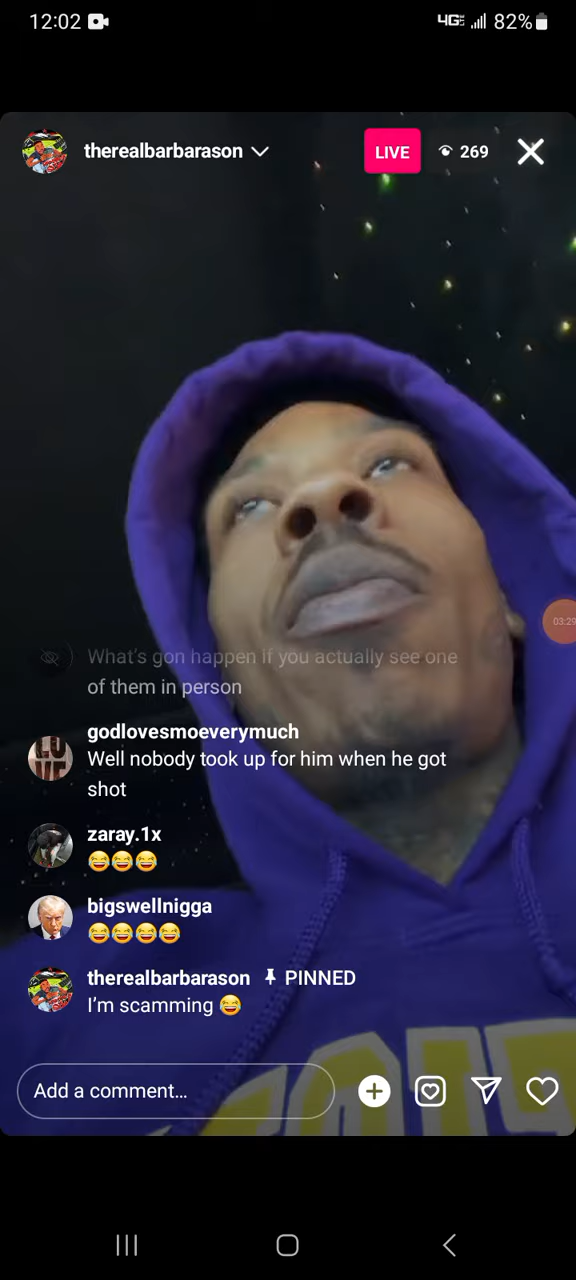 12:02 4G 82%
therealbarbarason LIVE 269
03:29
What's gon happen if you actually see one
of them in person
godlovesmoeverymuch
Well nobody took up for him when he got
shot
zaray.1x
😂😂😂
bigswellnigga
😂😂😂😂
therealbarbarason PINNED
I'm scamming 😂
Add a comment...